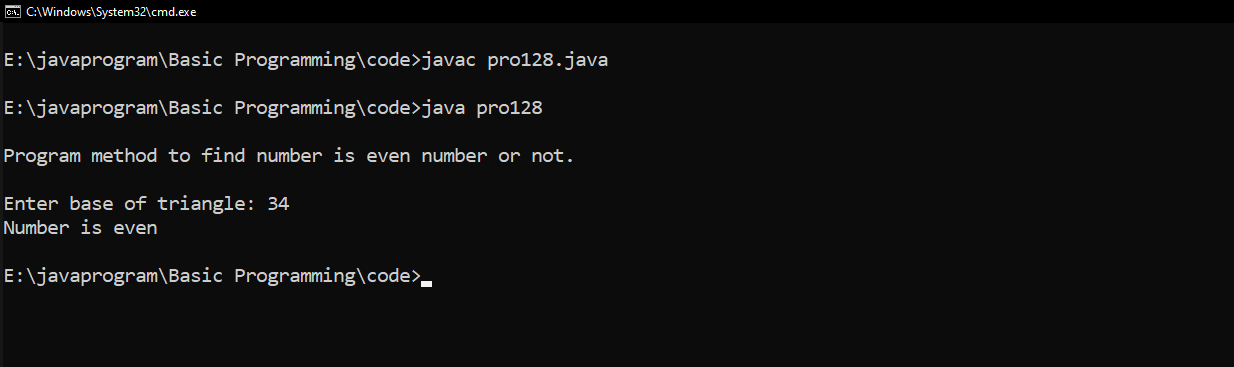 C:\Windows\System32\cmd.exe
E:\javaprogram\Basic Programming\code>javac pro128.java
E:\javaprogram\Basic Programming\code>java pro128
Program method to find number is even number or not.
Enter base of triangle: 34
Number is even
E:\javaprogram\Basic Programming\code>